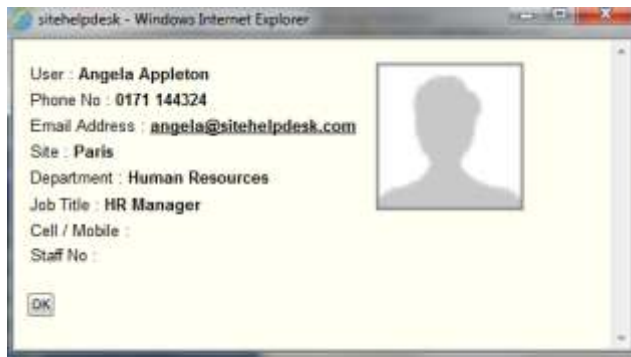 sitehelpdesk - Windows Internet Explorer
User : Angela Appleton
Phone No : 0171 144324
Email Address : angela@sitehelpdesk.com
Site : Paris
Department : Human Resources
Job Title : HR Manager
Cell / Mobile :
Staff No :
OK